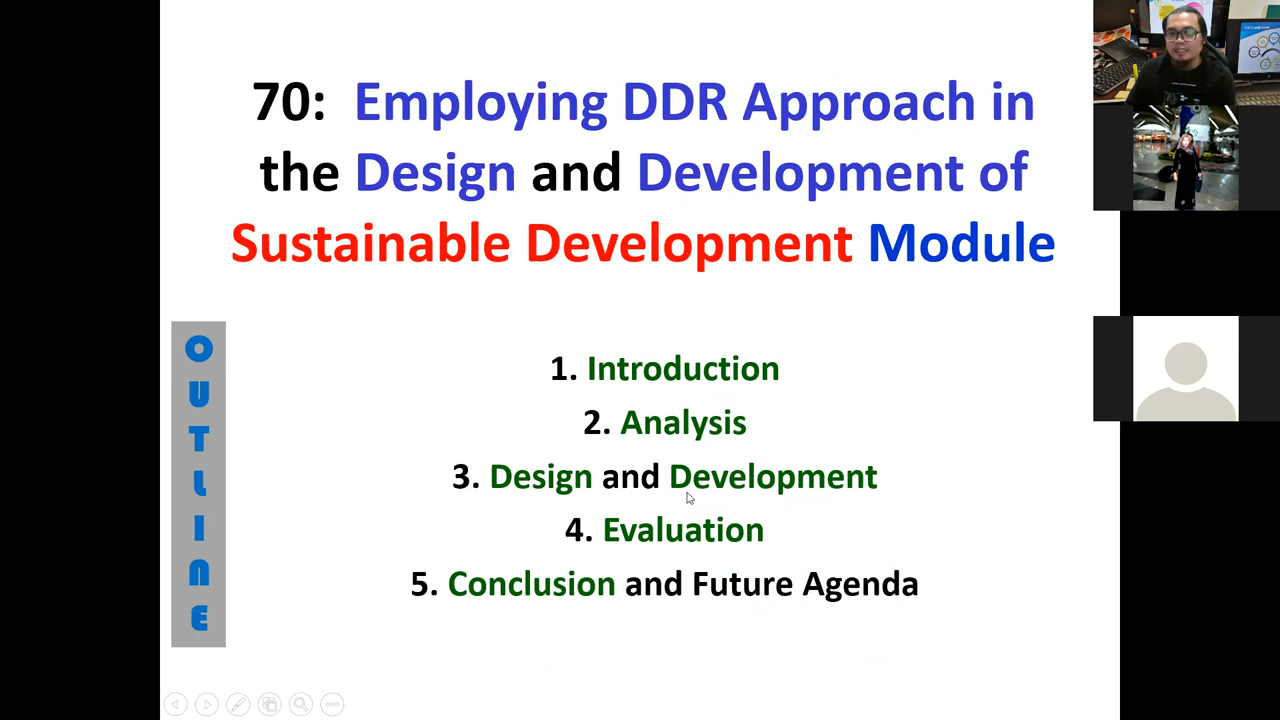 70: Employing DDR Approach in
the Design and Development of
Sustainable Development Module
OUTLINE
1. Introduction
2. Analysis
3. Design and Development
4. Evaluation
5. Conclusion and Future Agenda